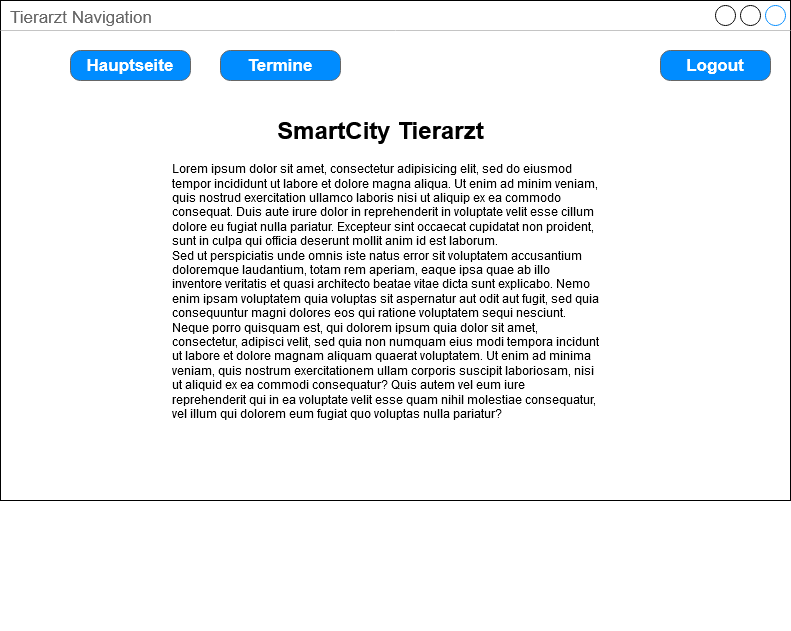 Tierarzt Navigation
Hauptseite Termine Logout
SmartCity Tierarzt
Lorem ipsum dolor sit amet, consectetur adipisicing elit, sed do eiusmod
tempor incididunt ut labore et dolore magna aliqua. Ut enim ad minim veniam,
quis nostrud exercitation ullamco laboris nisi ut aliquip ex ea commodo
consequat. Duis aute irure dolor in reprehenderit in voluptate velit esse cillum
dolore eu fugiat nulla pariatur. Excepteur sint occaecat cupidatat non proident,
sunt in culpa qui officia deserunt mollit anim id est laborum.
Sed ut perspiciatis unde omnis iste natus error sit voluptatem accusantium
doloremque laudantium, totam rem aperiam, eaque ipsa quae ab illo
inventore veritatis et quasi architecto beatae vitae dicta sunt explicabo. Nemo
enim ipsam voluptatem quia voluptas sit aspernatur aut odit aut fugit, sed quia
consequuntur magni dolores eos qui ratione voluptatem sequi nesciunt.
Neque porro quisquam est, qui dolorem ipsum quia dolor sit amet,
consectetur, adipisci velit, sed quia non numquam eius modi tempora incidunt
ut labore et dolore magnam aliquam quaerat voluptatem. Ut enim ad minima
veniam, quis nostrum exercitationem ullam corporis suscipit laboriosam, nisi
ut aliquid ex ea commodi consequatur? Quis autem vel eum iure
reprehenderit qui in ea voluptate velit esse quam nihil molestiae consequatur,
vel illum qui dolorem eum fugiat quo voluptas nulla pariatur?